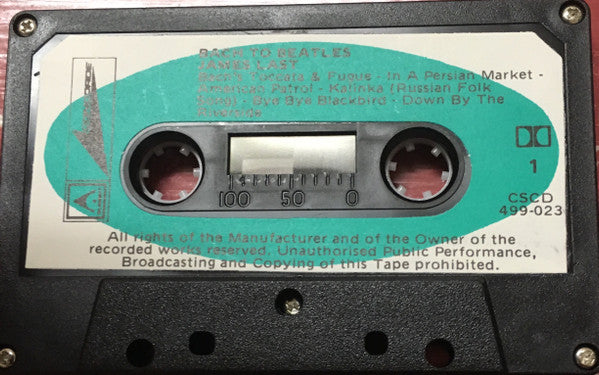 BACH TO BEATLES
JAMES LAST
Bach's Toccata & Fugue - In A Persian Market -
American Patrol - Kalinka (Russian Folk
Song) - Bye Bye Blackbird - Down By The
Riverside
1
100 50 0
CSCD
499-023
All rights of the Manufacturer and of the Owner of the
recorded works reserved. Unauthorised Public Performance,
Broadcasting and Copying of this Tape prohibited.